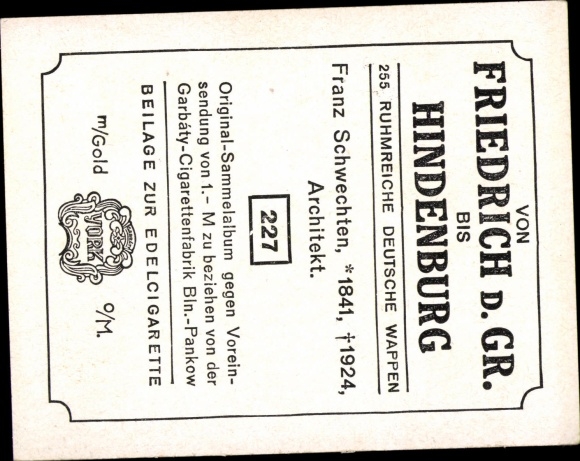 VON
FRIEDRICH D. GR.
BIS
HINDENBURG
255 RUHMREICHE DEUTSCHE WAPPEN
Franz Schwechten, *1841, †1924,
Architekt.
227
Original-Sammelalbum gegen Vorein-
sendung von 1.- M zu beziehen von der
Garbáty-Cigarettenfabrik Bln.-Pankow
BEILAGE ZUR EDELCIGARETTE
m/Gold YORK o/M.